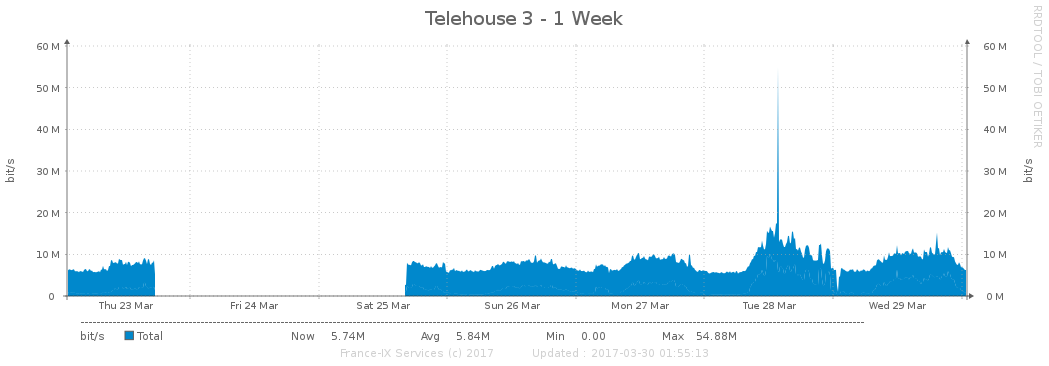 Telehouse 3 - 1 Week
RRDTOOL / TOBI OETIKER
bit/s
60 M
50 M
40 M
30 M
20 M
10 M
0
60 M
50 M
40 M
30 M
20 M
10 M
0 M
bit/s
Thu 23 Mar Fri 24 Mar Sat 25 Mar Sun 26 Mar Mon 27 Mar Tue 28 Mar Wed 29 Mar
bit/s Total Now 5.74M Avg 5.84M Min 0.00 Max 54.88M
France-IX Services (c) 2017 Updated : 2017-03-30 01:55:13